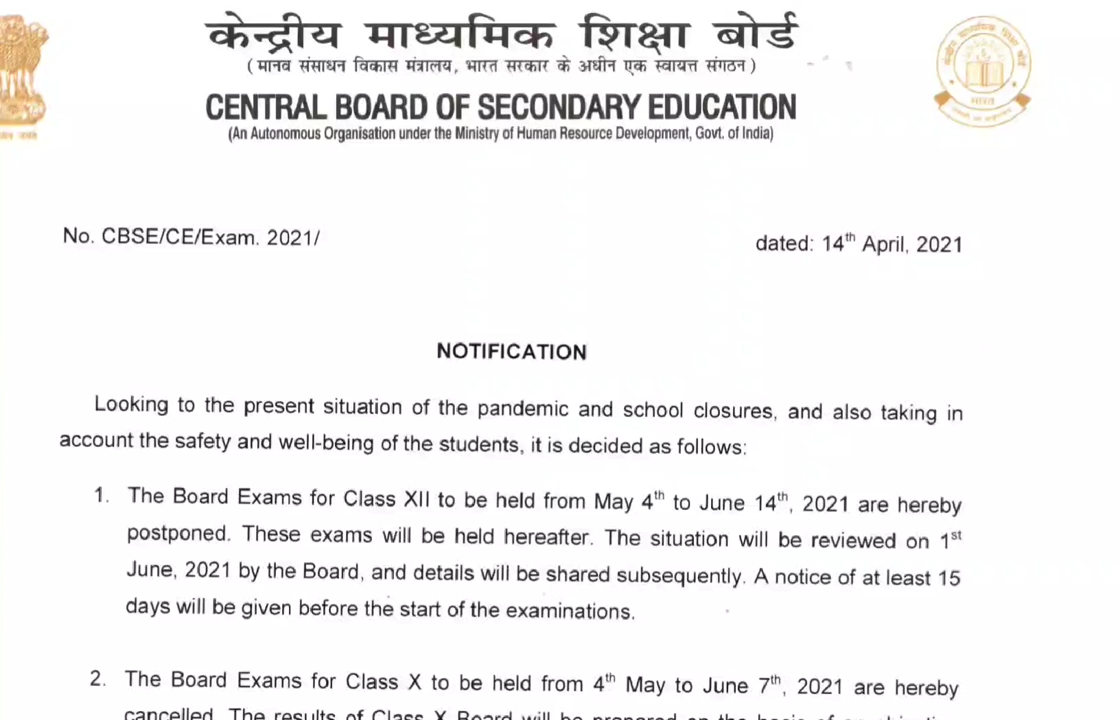 केन्द्रीय माध्यमिक शिक्षा बोर्ड
(मानव संसाधन विकास मंत्रालय, भारत सरकार के अधीन एक स्वायत्त संगठन)
CENTRAL BOARD OF SECONDARY EDUCATION
(An Autonomous Organisation under the Ministry of Human Resource Development, Govt. of India)
भारत
No. CBSE/CE/Exam. 2021/
dated: 14th April, 2021
NOTIFICATION
Looking to the present situation of the pandemic and school closures, and also taking in
account the safety and well-being of the students, it is decided as follows:
1. The Board Exams for Class XII to be held from May 4th to June 14th, 2021 are hereby
postponed. These exams will be held hereafter. The situation will be reviewed on 1st
June, 2021 by the Board, and details will be shared subsequently. A notice of at least 15
days will be given before the start of the examinations.
2. The Board Exams for Class X to be held from 4th May to June 7th, 2021 are hereby
cancelled. The results of Class X Board will be prepared on the basis of an